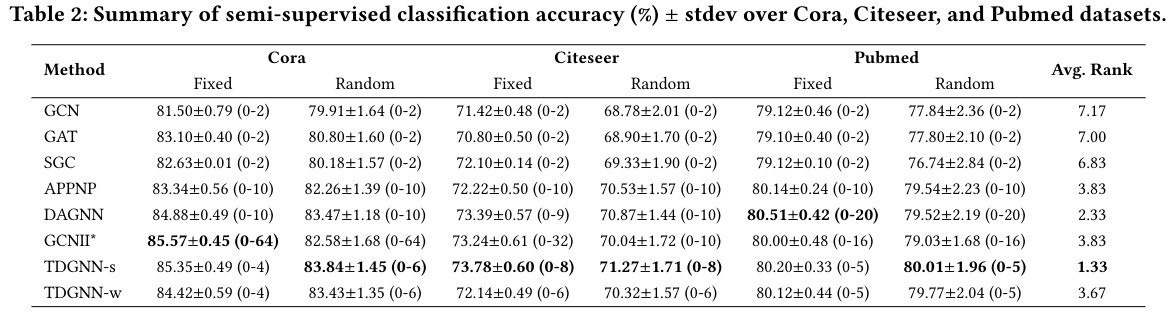 Table 2: Summary of semi-supervised classification accuracy (%) ± stdev over Cora, Citeseer, and Pubmed datasets.
Method Cora Citeseer Pubmed Avg. Rank
Fixed Random Fixed Random Fixed Random
GCN 81.50±0.79 (0-2) 79.91±1.64 (0-2) 71.42±0.48 (0-2) 68.78±2.01 (0-2) 79.12±0.46 (0-2) 77.84±2.36 (0-2) 7.17
GAT 83.10±0.40 (0-2) 80.80±1.60 (0-2) 70.80±0.50 (0-2) 68.90±1.70 (0-2) 79.10±0.40 (0-2) 77.80±2.10 (0-2) 7.00
SGC 82.63±0.01 (0-2) 80.18±1.57 (0-2) 72.10±0.14 (0-2) 69.33±1.90 (0-2) 79.12±0.10 (0-2) 76.74±2.84 (0-2) 6.83
APPNP 83.34±0.56 (0-10) 82.26±1.39 (0-10) 72.22±0.50 (0-10) 70.53±1.57 (0-10) 80.14±0.24 (0-10) 79.54±2.23 (0-10) 3.83
DAGNN 84.88±0.49 (0-10) 83.47±1.18 (0-10) 73.39±0.57 (0-9) 70.87±1.44 (0-10) 80.51±0.42 (0-20) 79.52±2.19 (0-20) 2.33
GCNII* 85.57±0.45 (0-64) 82.58±1.68 (0-64) 73.24±0.61 (0-32) 70.04±1.72 (0-10) 80.00±0.48 (0-16) 79.03±1.68 (0-16) 3.83
TDGNN-s 85.35±0.49 (0-4) 83.84±1.45 (0-6) 73.78±0.60 (0-8) 71.27±1.71 (0-8) 80.20±0.33 (0-5) 80.01±1.96 (0-5) 1.33
TDGNN-w 84.42±0.59 (0-4) 83.43±1.35 (0-6) 72.14±0.49 (0-6) 70.32±1.57 (0-6) 80.12±0.44 (0-5) 79.77±2.04 (0-5) 3.67